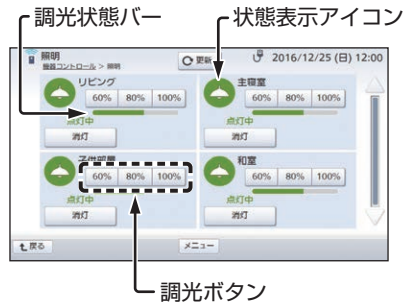 調光状態バー
状態表示アイコン
照明
機器コントロール > 照明
更新
2016/12/25 (日) 12:00
リビング
60% 80% 100%
点灯中
消灯
主寝室
60% 80% 100%
点灯中
消灯
子供部屋
60% 80% 100%
点灯中
消灯
和室
60% 80% 100%
点灯中
消灯
戻る
メニュー
調光ボタン